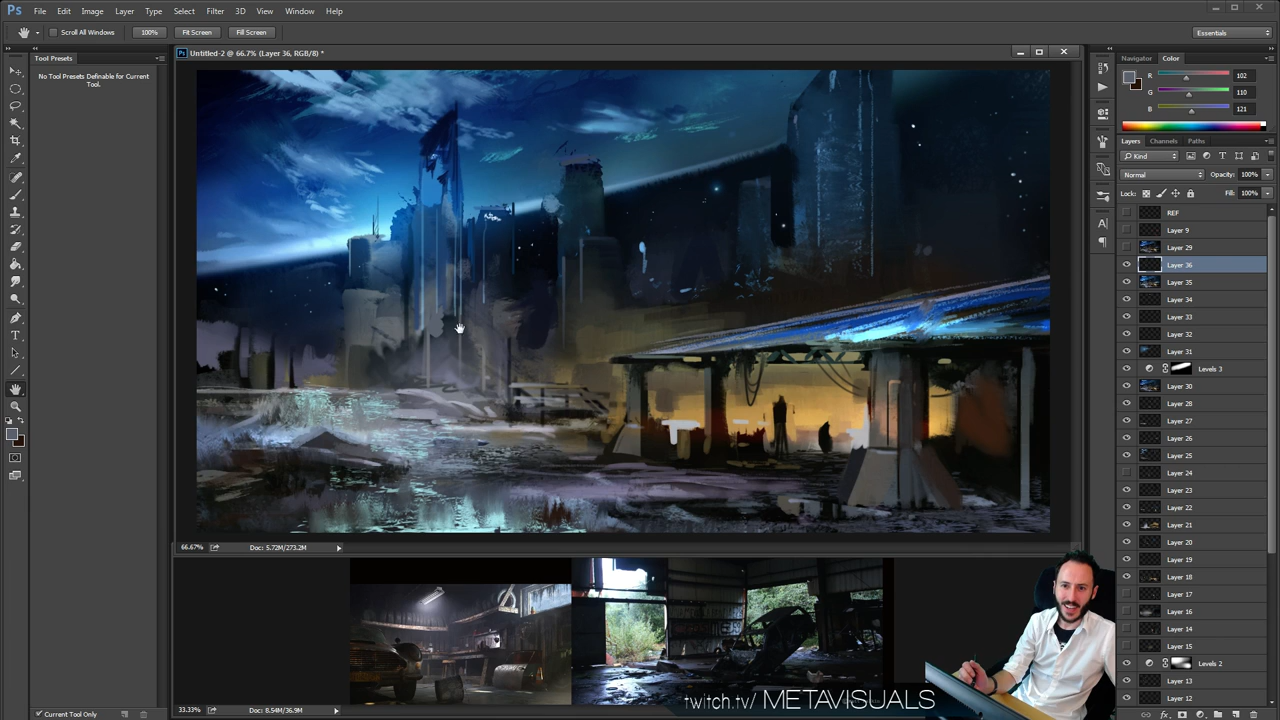 Ps File Edit Image Layer Type Select Filter 3D View Window Help
Scroll All Windows 100% Fit Screen Fill Screen Essentials
Tool Presets
No Tool Presets Definable for Current
Tool.
Current Tool Only
Untitled-2 @ 66.7% (Layer 36, RGB/8) *
66.67% Doc: 5.72M/273.2M
33.33% Doc: 8.54M/36.9M
twitch.tv/ METAVISUALS
Navigator Color
R 102
G 110
B 121
Layers Channels Paths
Kind
Normal Opacity: 100%
Lock: Fill: 100%
REF
Layer 9
Layer 29
Layer 36
Layer 35
Layer 34
Layer 33
Layer 32
Layer 31
Levels 3
Layer 30
Layer 28
Layer 27
Layer 26
Layer 25
Layer 24
Layer 23
Layer 22
Layer 21
Layer 20
Layer 19
Layer 18
Layer 17
Layer 16
Layer 14
Layer 15
Levels 2
Layer 13
Layer 12